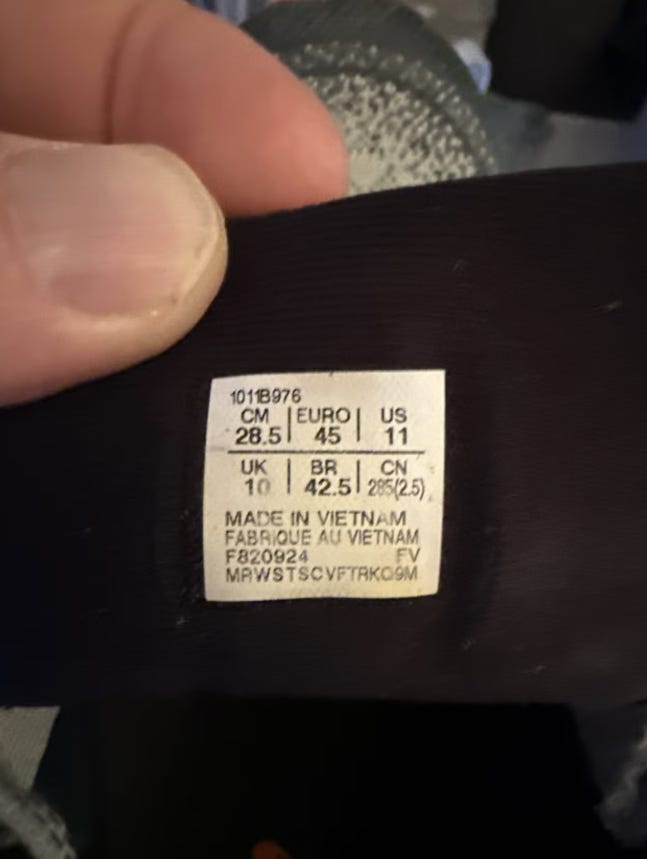 1011B976
CM | EURO | US
28.5 | 45 | 11
UK | BR | CN
10 | 42.5 | 285(2.5)
MADE IN VIETNAM
FABRIQUE AU VIETNAM
F820924 FV